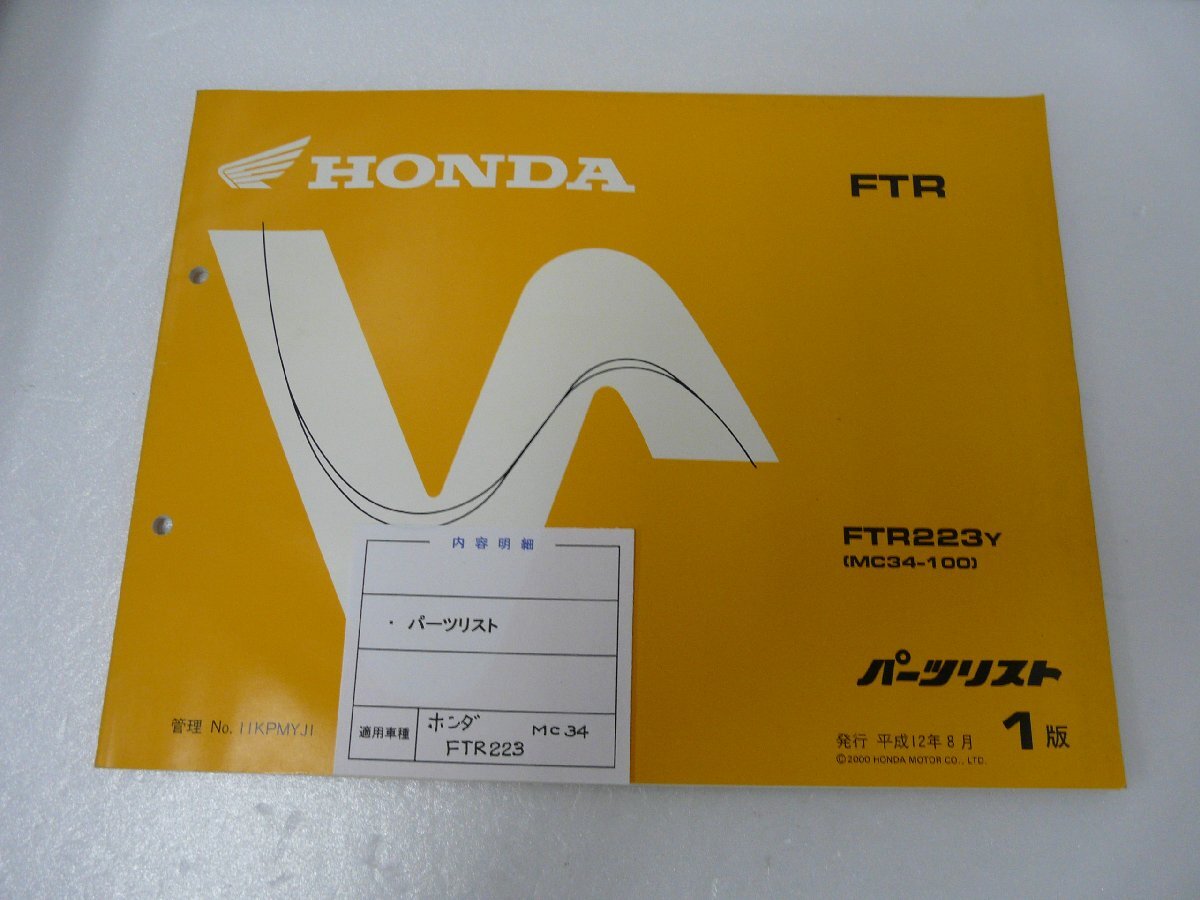 HONDA
FTR
FTR223Y
(MC34-100)
パーツリスト
1版
発行 平成12年8月
©2000 HONDA MOTOR CO., LTD.
管理 No. 11KPMYJ1
内容明細
・ パーツリスト
適用車種
ホンダ MC34
FTR223